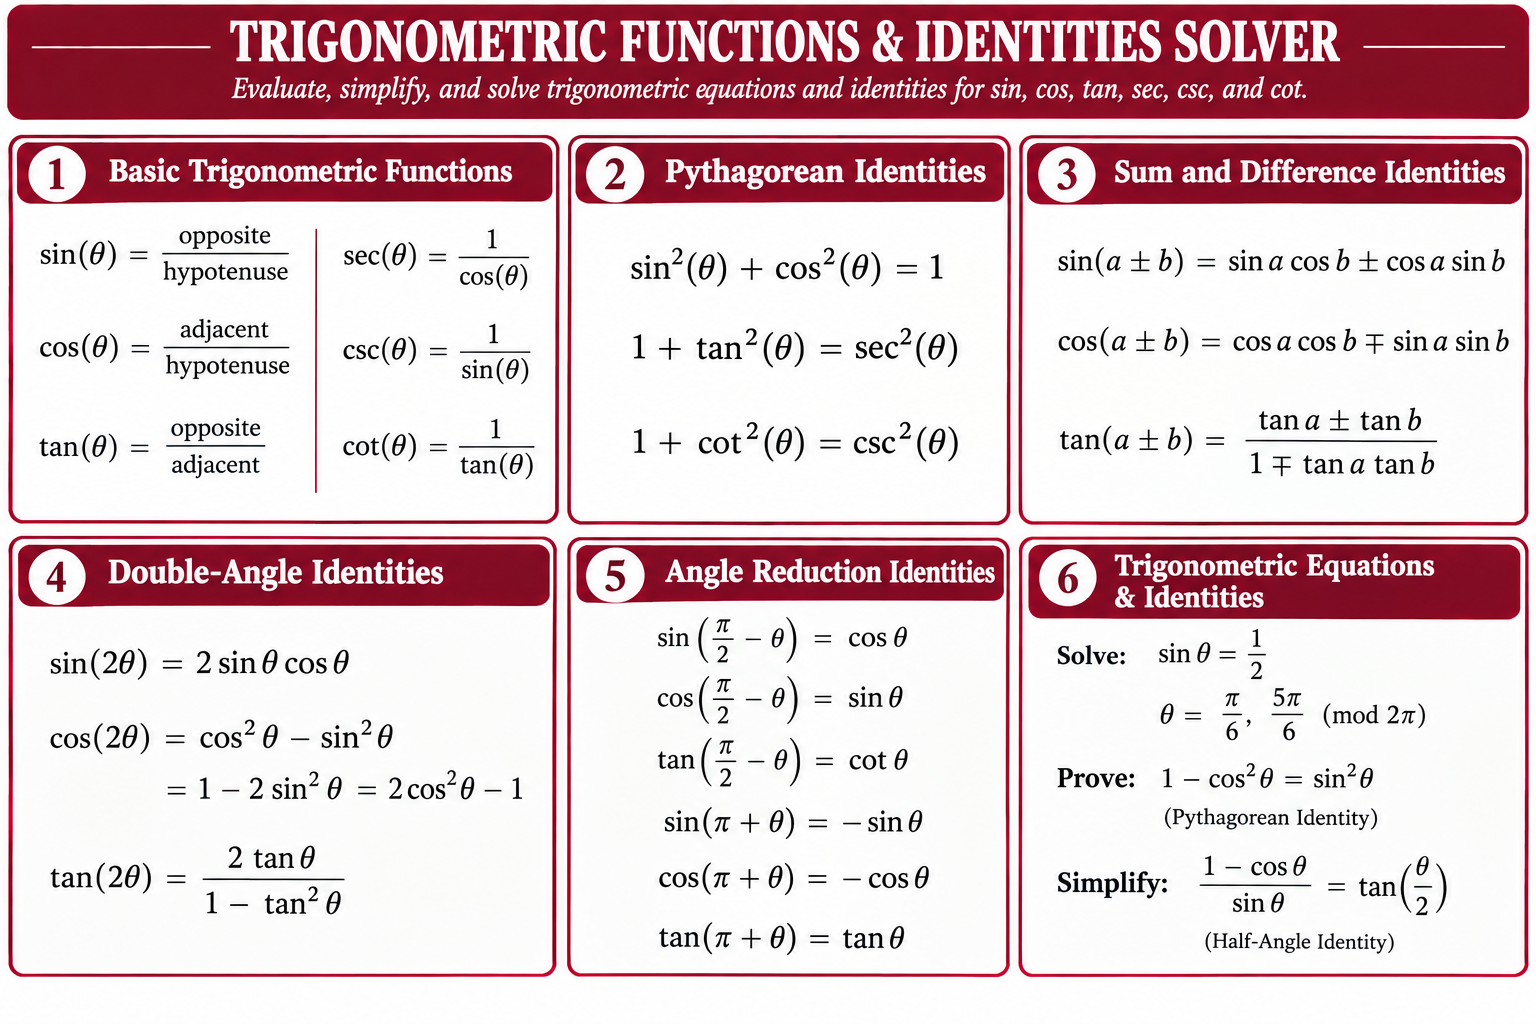 TRIGONOMETRIC FUNCTIONS & IDENTITIES SOLVER
Evaluate, simplify, and solve trigonometric equations and identities for sin, cos, tan, sec, csc, and cot.
1 Basic Trigonometric Functions
sin(θ) = opposite / hypotenuse
cos(θ) = adjacent / hypotenuse
tan(θ) = opposite / adjacent
sec(θ) = 1 / cos(θ)
csc(θ) = 1 / sin(θ)
cot(θ) = 1 / tan(θ)
2 Pythagorean Identities
sin²(θ) + cos²(θ) = 1
1 + tan²(θ) = sec²(θ)
1 + cot²(θ) = csc²(θ)
3 Sum and Difference Identities
sin(a ± b) = sin a cos b ± cos a sin b
cos(a ± b) = cos a cos b ∓ sin a sin b
tan(a ± b) = (tan a ± tan b) / (1 ∓ tan a tan b)
4 Double-Angle Identities
sin(2θ) = 2 sin θ cos θ
cos(2θ) = cos² θ − sin² θ
= 1 − 2 sin² θ = 2 cos² θ − 1
tan(2θ) = 2 tan θ / (1 − tan² θ)
5 Angle Reduction Identities
sin(π/2 − θ) = cos θ
cos(π/2 − θ) = sin θ
tan(π/2 − θ) = cot θ
sin(π + θ) = − sin θ
cos(π + θ) = − cos θ
tan(π + θ) = tan θ
6 Trigonometric Equations
& Identities
Solve: sin θ = 1/2
θ = π/6, 5π/6 (mod 2π)
Prove: 1 − cos² θ = sin² θ
(Pythagorean Identity)
Simplify: (1 − cos θ) / sin θ = tan(θ/2)
(Half-Angle Identity)